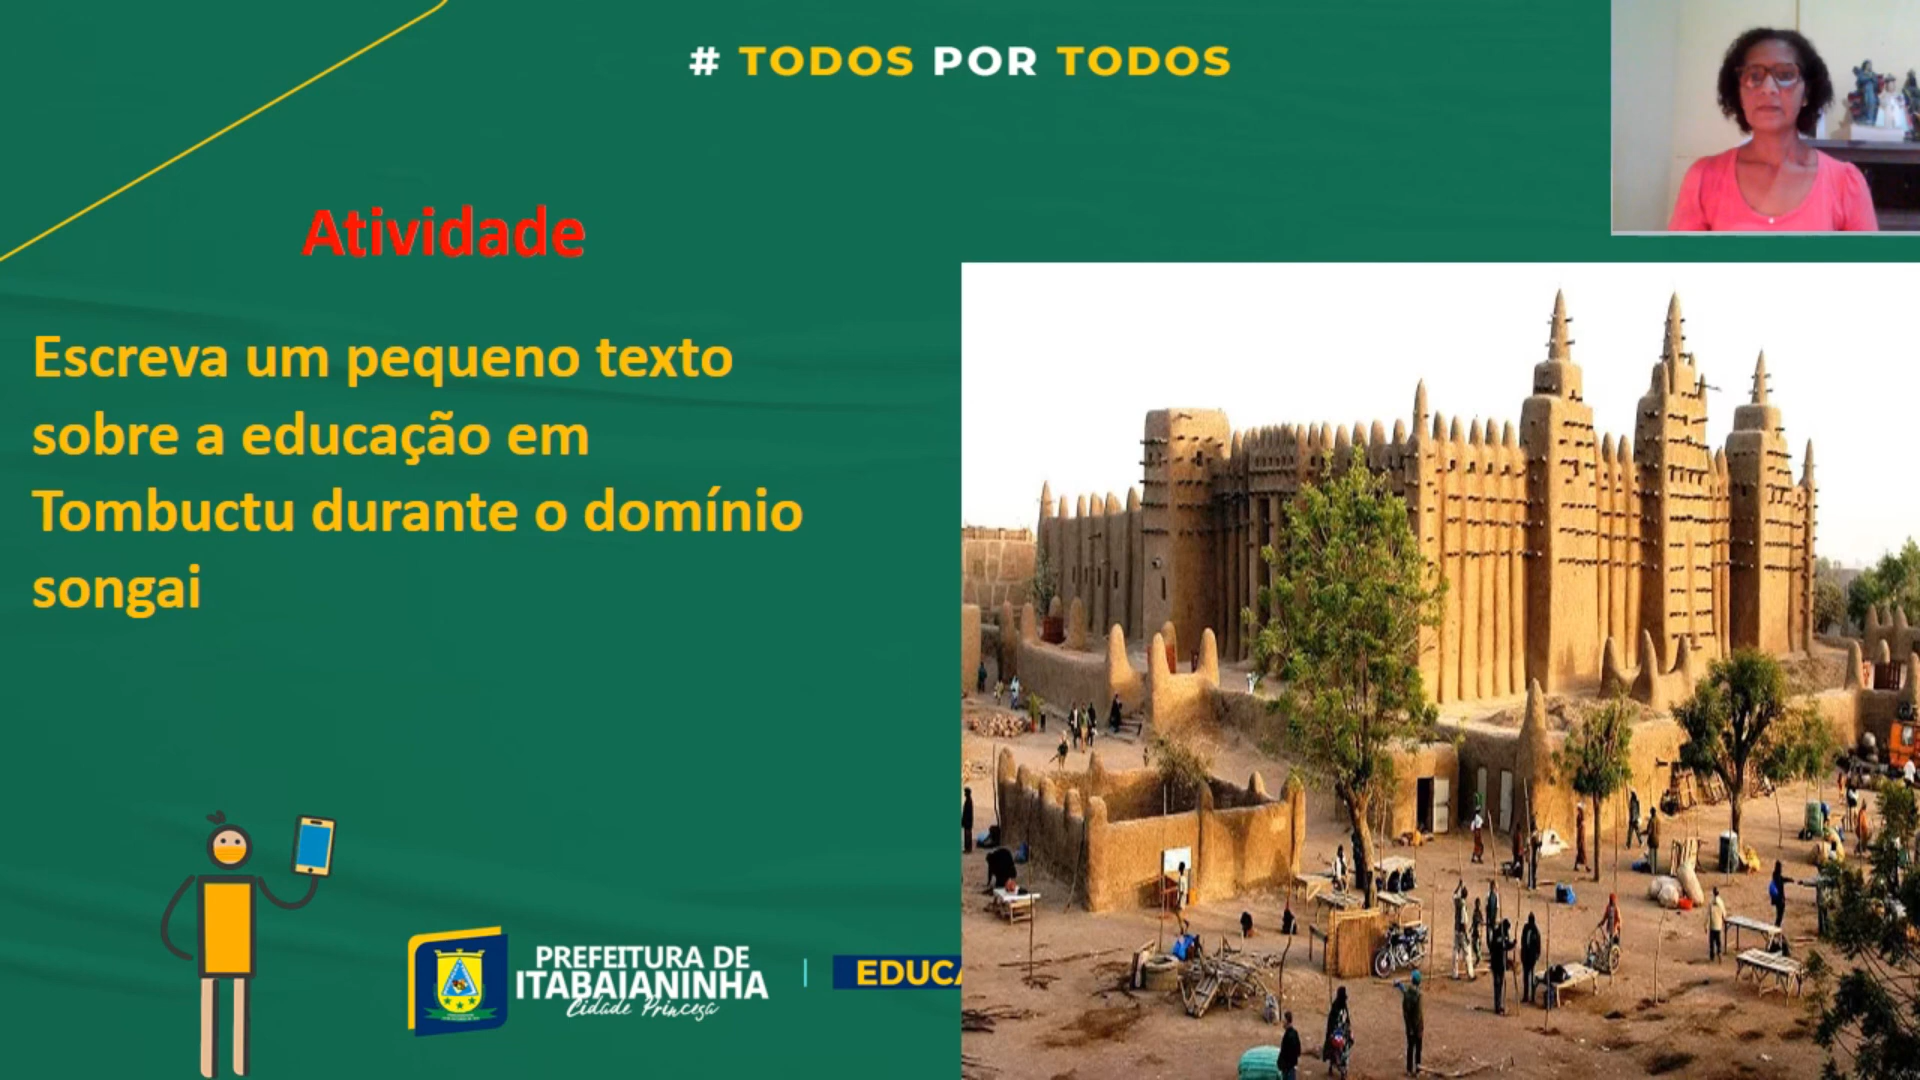 # TODOS POR TODOS
Atividade
Escreva um pequeno texto
sobre a educação em
Tombuctu durante o domínio
songai
PREFEITURA DE
ITABAIANINHA
Cidade Princesa
EDUCA